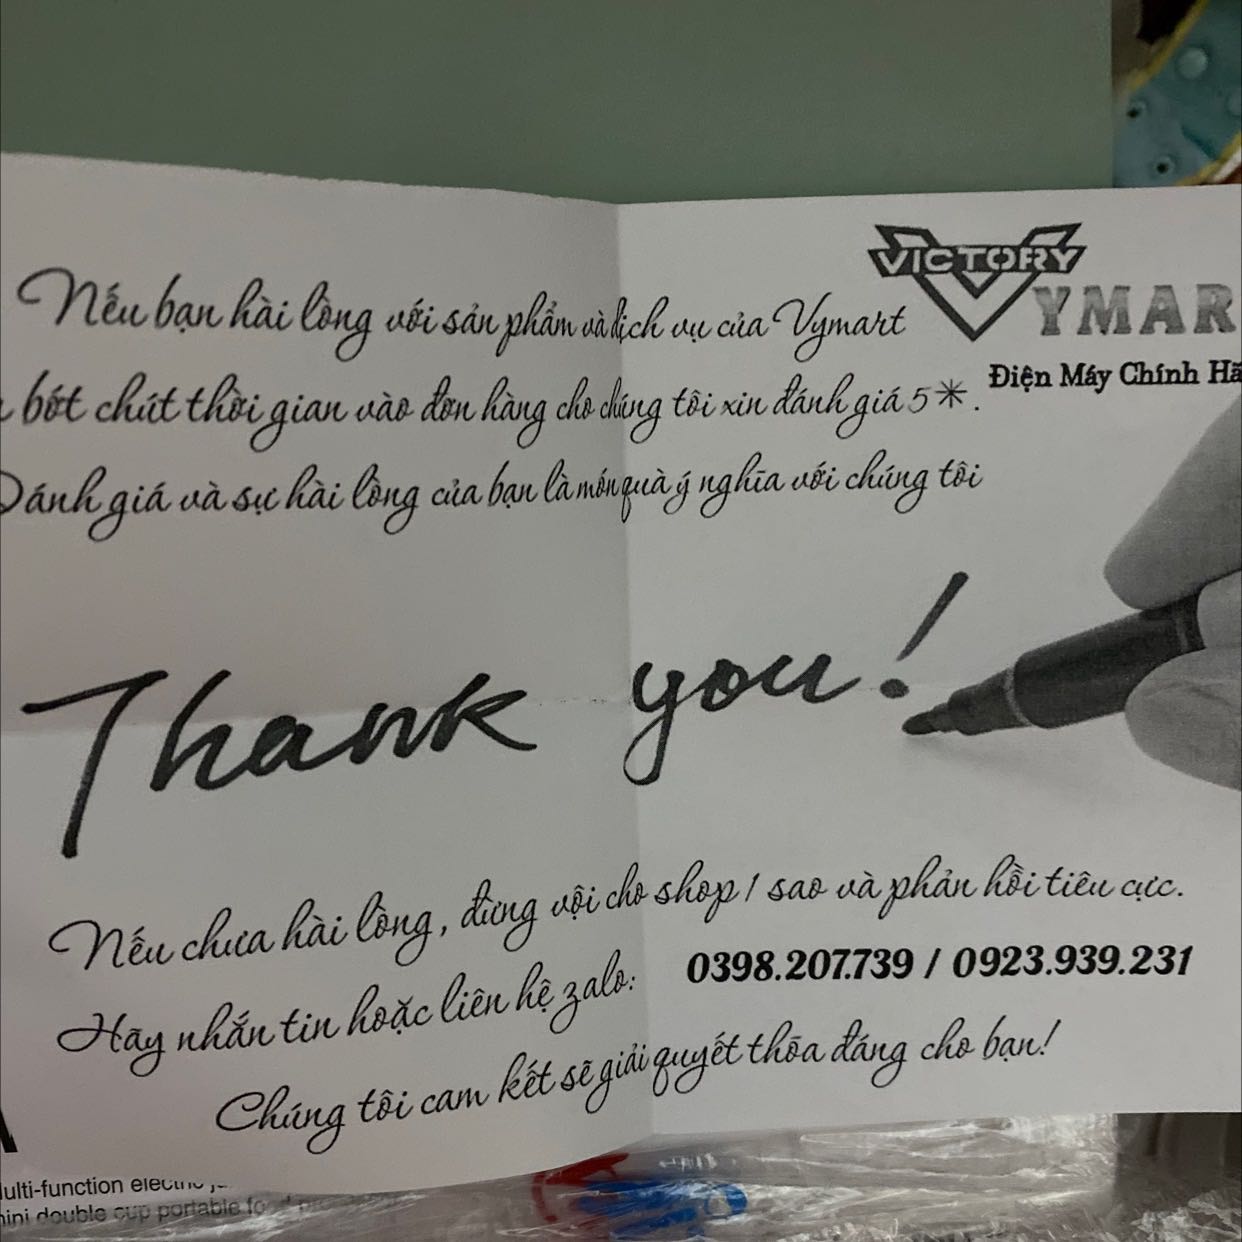 VICTORY
YMAR
Điện Máy Chính Hã
Nếu bạn hài lòng với sản phẩm và dịch vụ của Vymart
bớt chút thời gian vào đơn hàng cho chúng tôi xin đánh giá 5*.
Đánh giá và sự hài lòng của bạn là món quà ý nghĩa với chúng tôi
Thank you!
Nếu chưa hài lòng, đừng vội cho shop 1 sao và phản hồi tiêu cực.
Hãy nhắn tin hoặc liên hệ zalo: 0398.207.739 / 0923.939.231
Chúng tôi cam kết sẽ giải quyết thỏa đáng cho bạn!
ulti-function electric
ini double cup portable